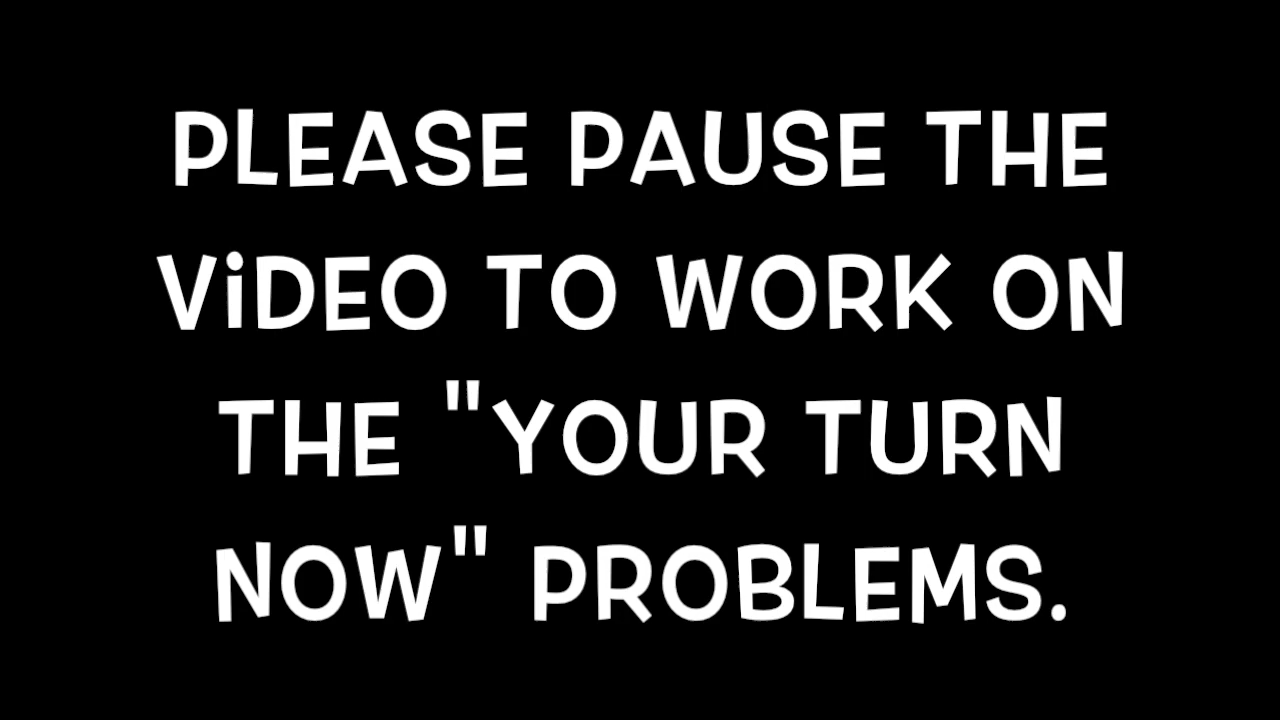 PLEASE PAUSE THE
ViDEO TO WORK ON
THE "YOUR TURN
NOW" PROBLEMS.